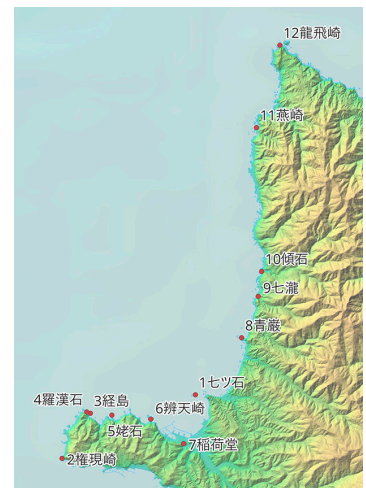 12龍飛崎
11燕崎
10傾石
9七瀧
8青巌
1七ツ石
4羅漢石
3経島
6辨天崎
5姥石
7稲荷堂
2権現崎